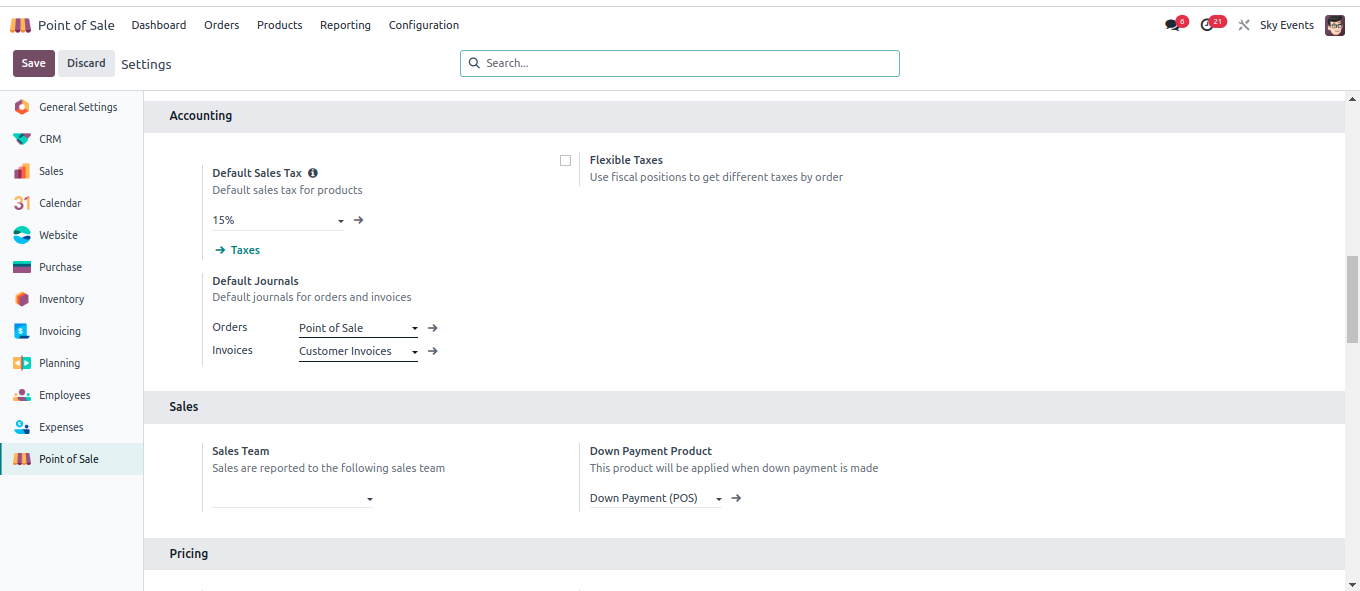 Point of Sale Dashboard Orders Products Reporting Configuration 6 21 Sky Events
Save Discard Settings Search...
General Settings
CRM
Sales
31 Calendar
Website
Purchase
Inventory
$ Invoicing
Planning
Employees
Expenses
Point of Sale
Accounting
Default Sales Tax
Default sales tax for products
15%
Taxes
Flexible Taxes
Use fiscal positions to get different taxes by order
Default Journals
Default journals for orders and invoices
Orders Point of Sale
Invoices Customer Invoices
Sales
Sales Team
Sales are reported to the following sales team
Down Payment Product
This product will be applied when down payment is made
Down Payment (POS)
Pricing